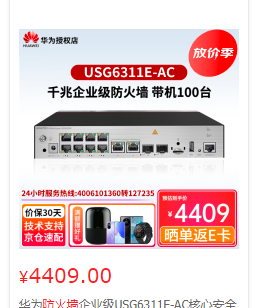 HUAWEI
华为授权店
放价季
USG6311E-AC
千兆企业级防火墙 带机100台
24小时服务热线:4006101360转127235
价保30天
技术支持
京仓速配
满额赠好礼
预估到手价
￥4409
晒单返E卡
¥4409.00
华为防火墙企业级USG6311E-AC核心安全